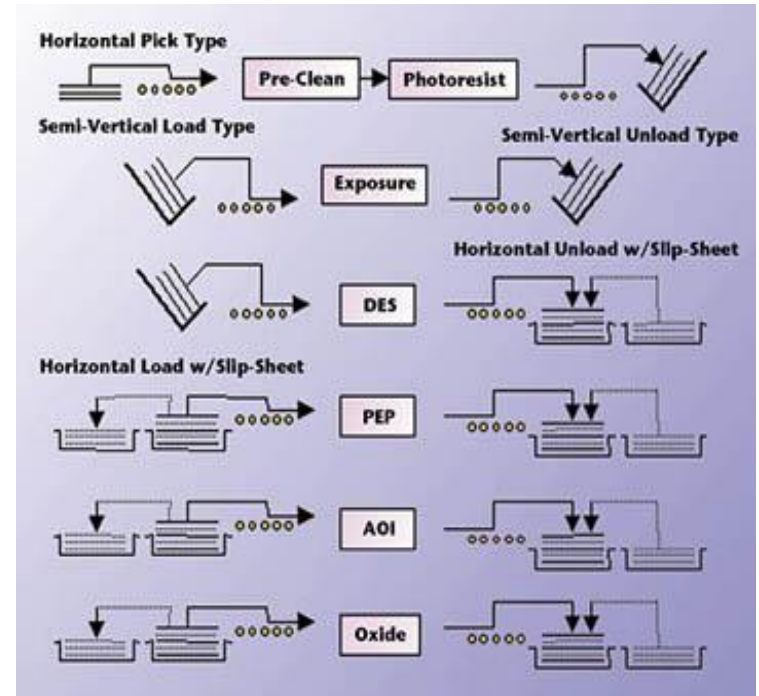 Horizontal Pick Type
Pre-Clean
Photoresist
Semi-Vertical Load Type
Semi-Vertical Unload Type
Exposure
Horizontal Unload w/Slip-Sheet
DES
Horizontal Load w/Slip-Sheet
PEP
AOI
Oxide